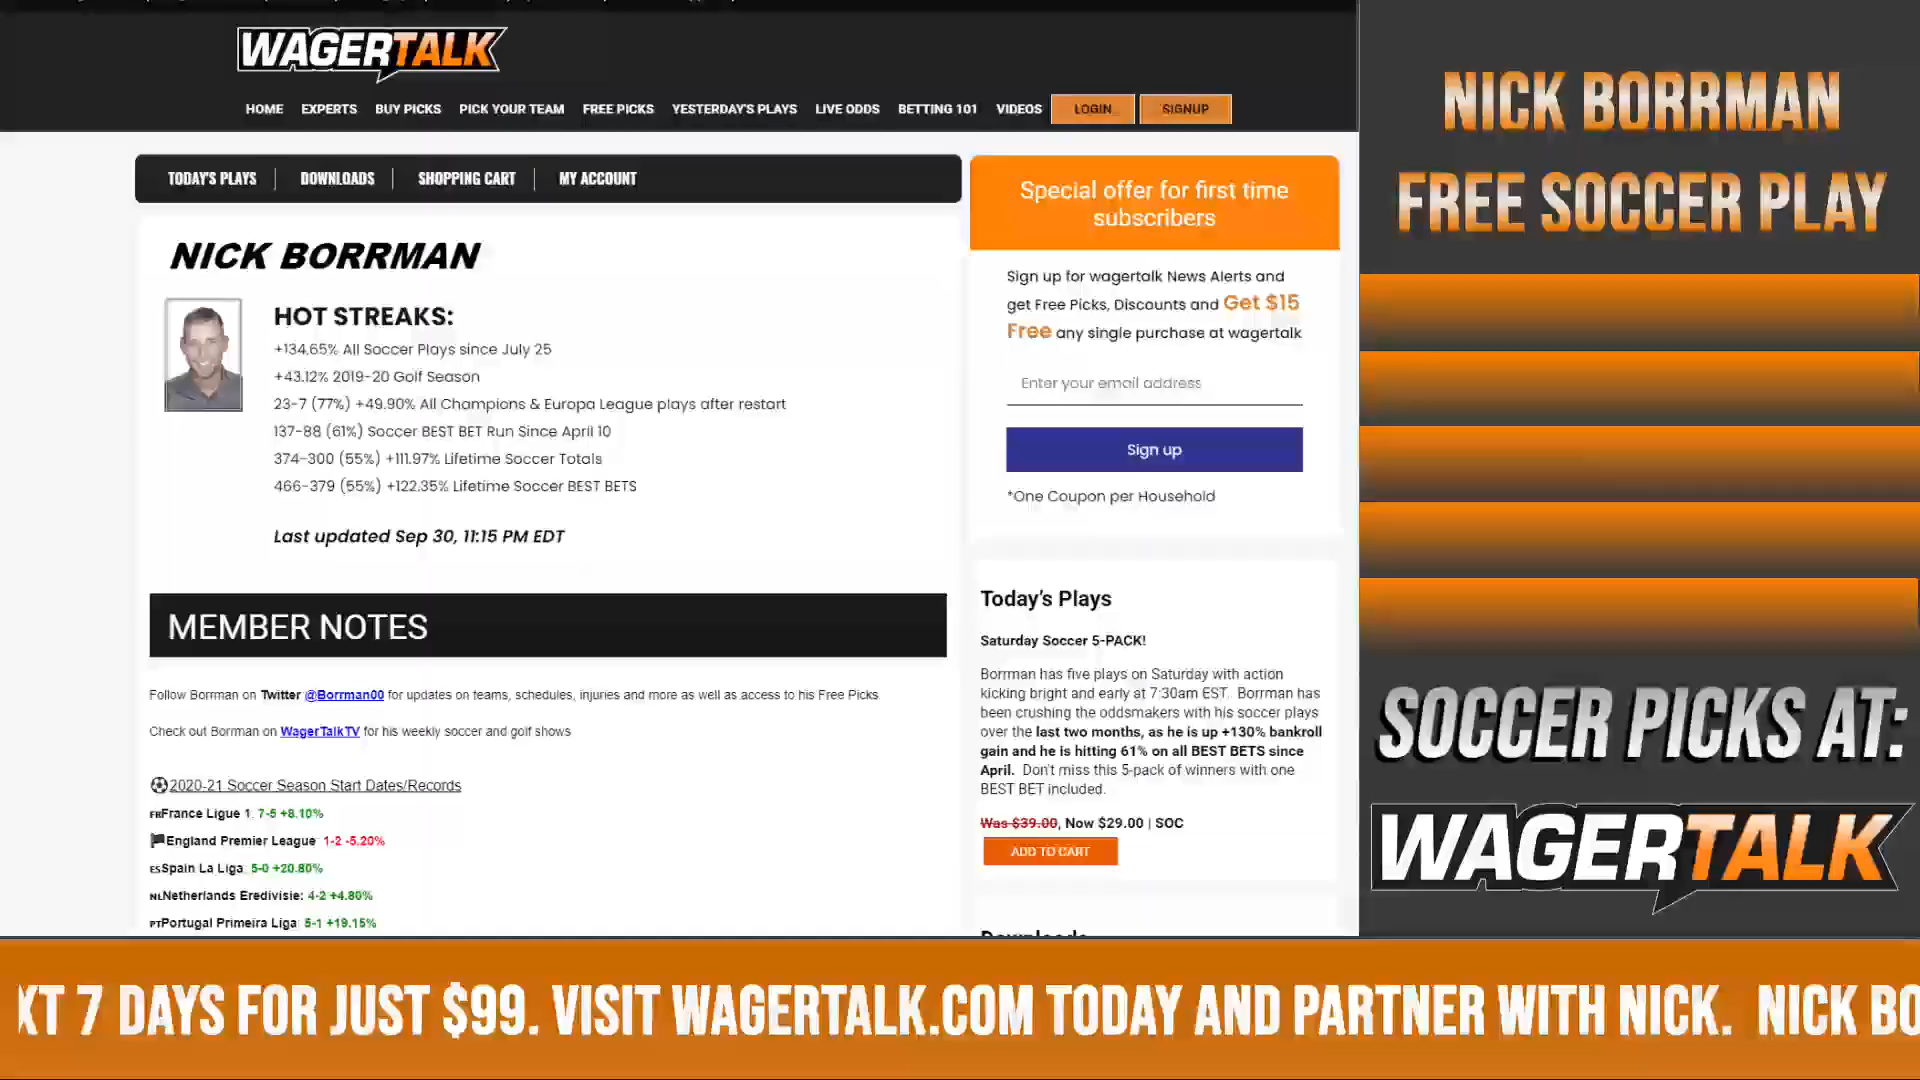 WAGERTALK
HOME EXPERTS BUY PICKS PICK YOUR TEAM FREE PICKS YESTERDAY'S PLAYS LIVE ODDS BETTING 101 VIDEOS LOGIN SIGNUP
TODAY'S PLAYS DOWNLOADS SHOPPING CART MY ACCOUNT
NICK BORRMAN
HOT STREAKS:
+134.65% All Soccer Plays since July 25
+43.12% 2019-20 Golf Season
23-7 (77%) +49.90% All Champions & Europa League plays after restart
137-88 (61%) Soccer BEST BET Run Since April 10
374-300 (55%) +111.97% Lifetime Soccer Totals
466-379 (55%) +122.35% Lifetime Soccer BEST BETS
Last updated Sep 30, 11:15 PM EDT
MEMBER NOTES
Follow Borrman on Twitter @Borrman00 for updates on teams, schedules, injuries and more as well as access to his Free Picks
Check out Borman on WagerTalkTV for his weekly soccer and golf shows
2020-21 Soccer Season Start Dates/Records
FR France Ligue 1: 7-5 +8.10%
England Premier League: 1-2 -5.20%
ES Spain La Liga: 5-0 +20.80%
NL Netherlands Eredivisie: 4-2 +4.80%
PT Portugal Primeira Liga: 5-1 +19.15%
Special offer for first time
subscribers
Sign up for wagertalk News Alerts and
get Free Picks, Discounts and Get $15
Free any single purchase at wagertalk
Enter your email address
Sign up
*One Coupon per Household
Today's Plays
Saturday Soccer 5-PACK!
Borrman has five plays on Saturday with action
kicking bright and early at 7:30am EST. Borrman has
been crushing the oddsmakers with his soccer plays
over the last two months, as he is up +130% bankroll
gain and he is hitting 61% on all BEST BETS since
April. Don't miss this 5-pack of winners with one
BEST BET included.
Was $39.00, Now $29.00 | SOC
ADD TO CART
Downloads
NICK BORRMAN
FREE SOCCER PLAY
SOCCER PICKS AT:
WAGERTALK
XT 7 DAYS FOR JUST $99. VISIT WAGERTALK.COM TODAY AND PARTNER WITH NICK. NICK BO